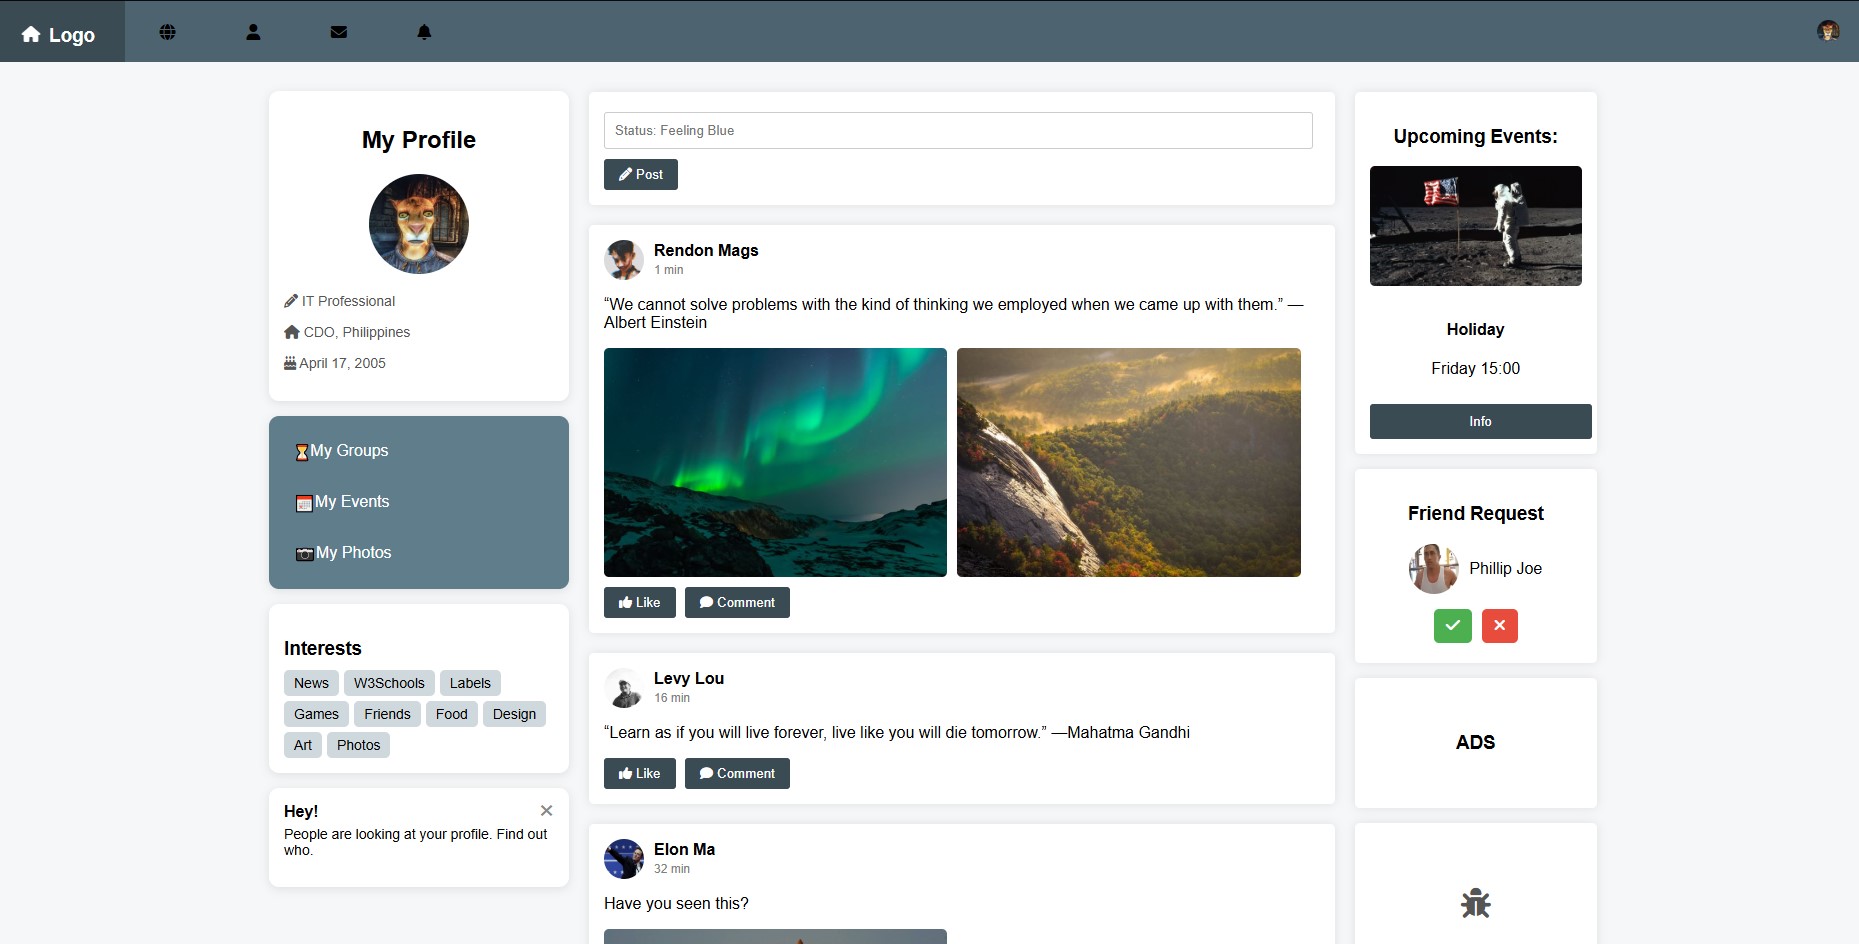 Logo
My Profile
IT Professional
CDO, Philippines
April 17, 2005
My Groups
My Events
My Photos
Interests
News W3Schools Labels
Games Friends Food Design
Art Photos
Hey!
People are looking at your profile. Find out
who.
Status: Feeling Blue
Post
Rendon Mags
1 min
“We cannot solve problems with the kind of thinking we employed when we came up with them.” —
Albert Einstein
Like Comment
Levy Lou
16 min
“Learn as if you will live forever, live like you will die tomorrow.” —Mahatma Gandhi
Like Comment
Elon Ma
32 min
Have you seen this?
Upcoming Events:
Holiday
Friday 15:00
Info
Friend Request
Phillip Joe
ADS